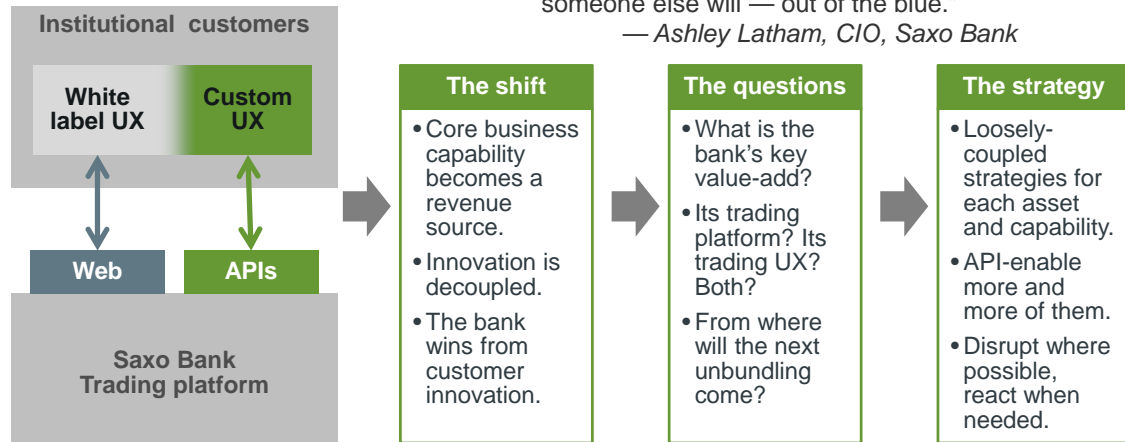 someone else will — out of the blue.”
— Ashley Latham, CIO, Saxo Bank
Institutional customers
White
label UX
Custom
UX
Web
APIs
Saxo Bank
Trading platform
The shift
•Core business
capability
becomes a
revenue
source.
•Innovation is
decoupled.
•The bank
wins from
customer
innovation.
The questions
•What is the
bank’s key
value-add?
•Its trading
platform? Its
trading UX?
Both?
•From where
will the next
unbundling
come?
The strategy
•Loosely-
coupled
strategies for
each asset
and capability.
•API-enable
more and
more of them.
•Disrupt where
possible,
react when
needed.